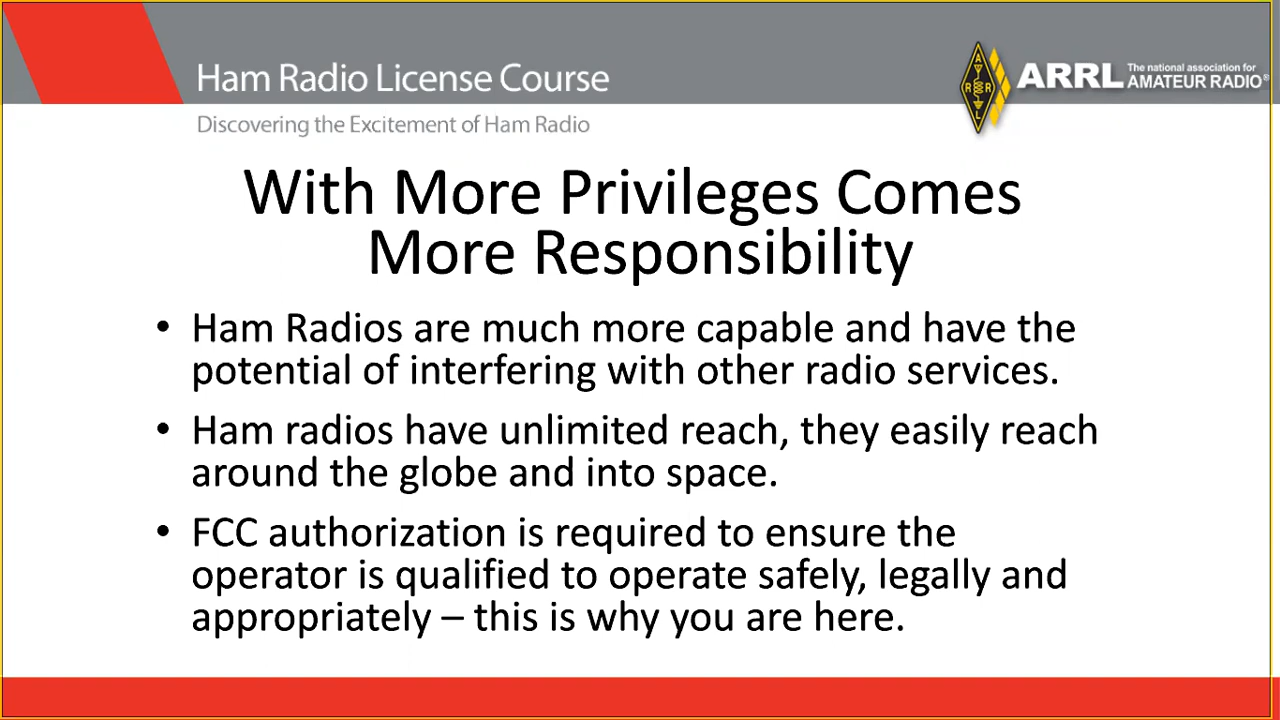 Ham Radio License Course
Discovering the Excitement of Ham Radio
A
R R
L
ARRL The national association for
AMATEUR RADIO®
With More Privileges Comes
More Responsibility
• Ham Radios are much more capable and have the
potential of interfering with other radio services.
• Ham radios have unlimited reach, they easily reach
around the globe and into space.
• FCC authorization is required to ensure the
operator is qualified to operate safely, legally and
appropriately – this is why you are here.